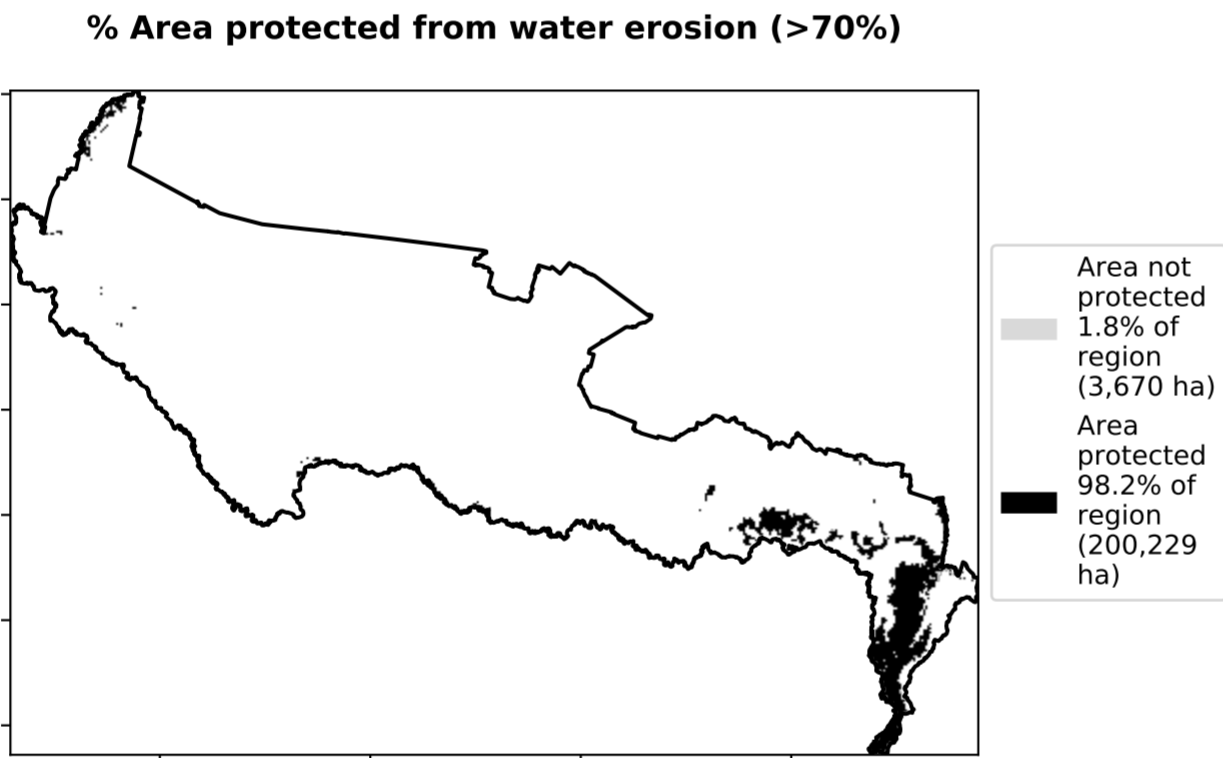 % Area protected from water erosion (>70%)
Area not
protected
1.8% of
region
(3,670 ha)
Area
protected
98.2% of
region
(200,229
ha)